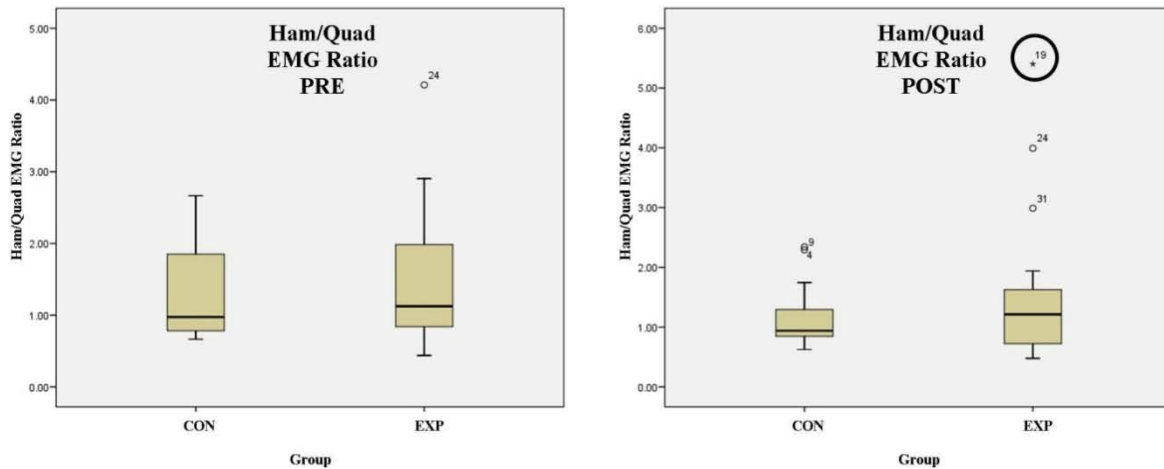 Ham/Quad
EMG Ratio
PRE
Ham/Quad EMG Ratio
5.00
4.00
3.00
2.00
1.00
0.00
24
CON
EXP
Group
Ham/Quad
EMG Ratio
POST
Ham/Quad EMG Ratio
6.00
5.00
4.00
3.00
2.00
1.00
0.00
19
24
31
9
4
CON
EXP
Group